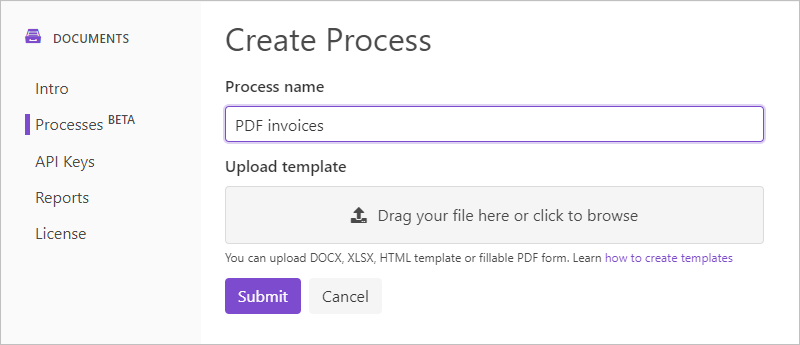 DOCUMENTS
Intro
Processes BETA
API Keys
Reports
License
Create Process
Process name
PDF invoices
Upload template
Drag your file here or click to browse
You can upload DOCX, XLSX, HTML template or fillable PDF form. Learn how to create templates
Submit Cancel